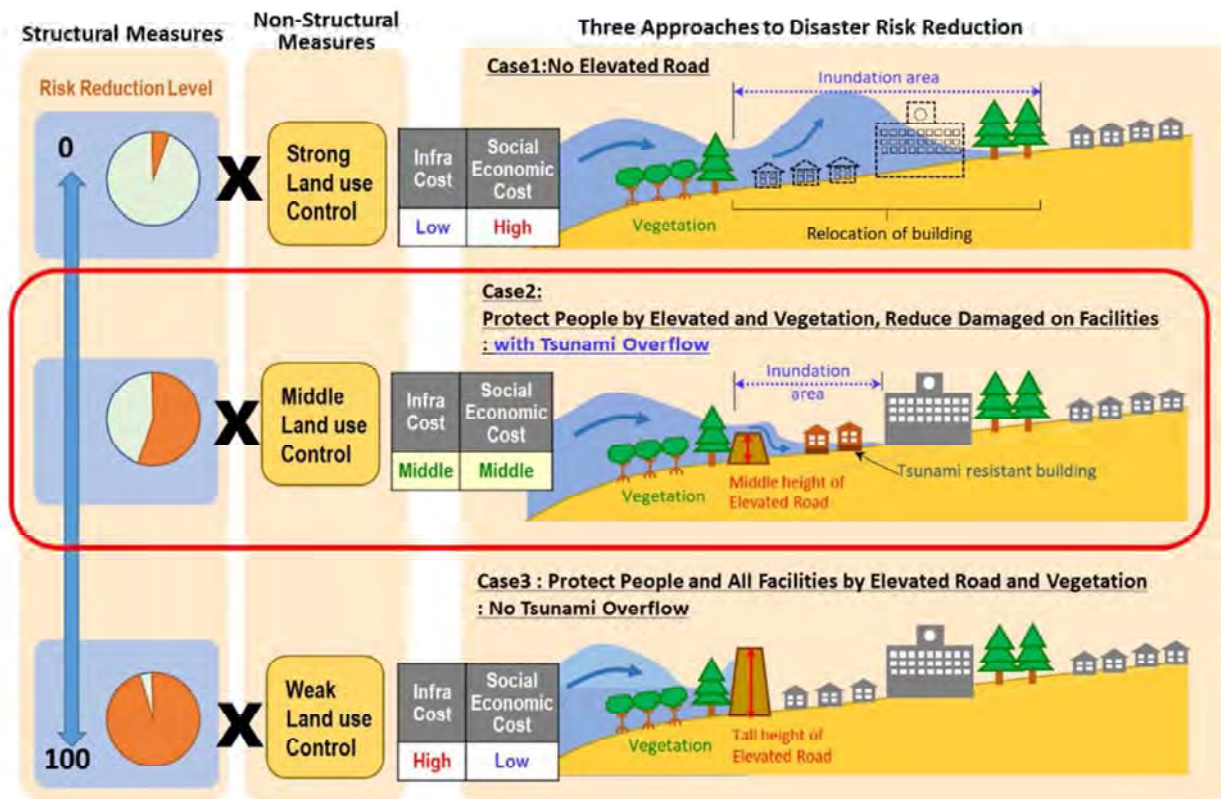 Structural Measures
Non-Structural
Measures
Three Approaches to Disaster Risk Reduction
Risk Reduction Level
0
X
Strong
Land use
Control
Infra
Cost
Social
Economic
Cost
Low
High
Case1:No Elevated Road
Inundation area
Vegetation
Relocation of building
Case2:
Protect People by Elevated and Vegetation, Reduce Damaged on Facilities
: with Tsunami Overflow
X
Middle
Land use
Control
Infra
Cost
Social
Economic
Cost
Middle
Middle
Inundation
area
Vegetation
Middle height of
Elevated Road
Tsunami resistant building
Case3 : Protect People and All Facilities by Elevated Road and Vegetation
: No Tsunami Overflow
100
X
Weak
Land use
Control
Infra
Cost
Social
Economic
Cost
High
Low
Vegetation
Tall height of
Elevated Road